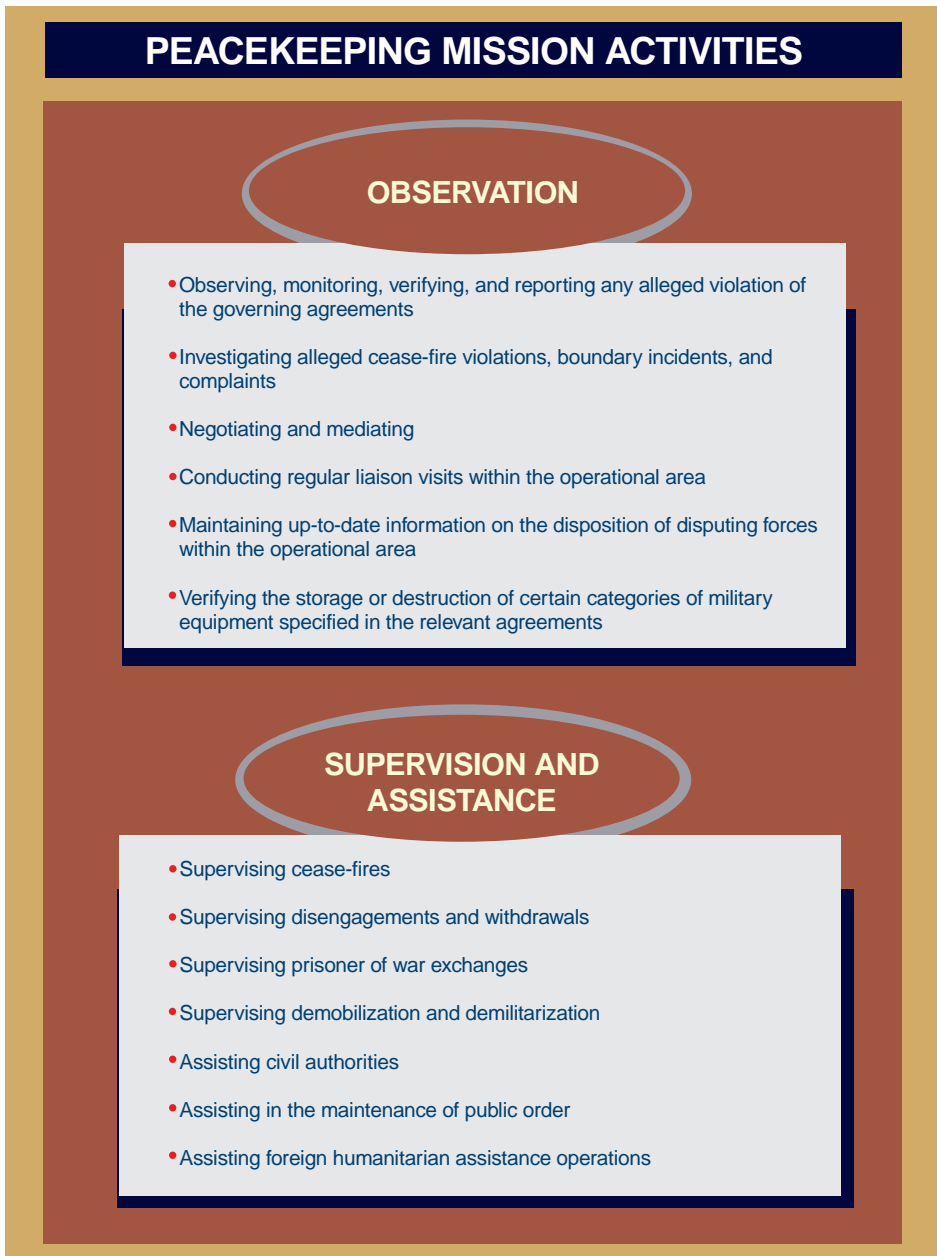 PEACEKEEPING MISSION ACTIVITIES
OBSERVATION
•Observing, monitoring, verifying, and reporting any alleged violation of
the governing agreements
•Investigating alleged cease-fire violations, boundary incidents, and
complaints
•Negotiating and mediating
•Conducting regular liaison visits within the operational area
•Maintaining up-to-date information on the disposition of disputing forces
within the operational area
•Verifying the storage or destruction of certain categories of military
equipment specified in the relevant agreements
SUPERVISION AND
ASSISTANCE
•Supervising cease-fires
•Supervising disengagements and withdrawals
•Supervising prisoner of war exchanges
•Supervising demobilization and demilitarization
•Assisting civil authorities
•Assisting in the maintenance of public order
•Assisting foreign humanitarian assistance operations